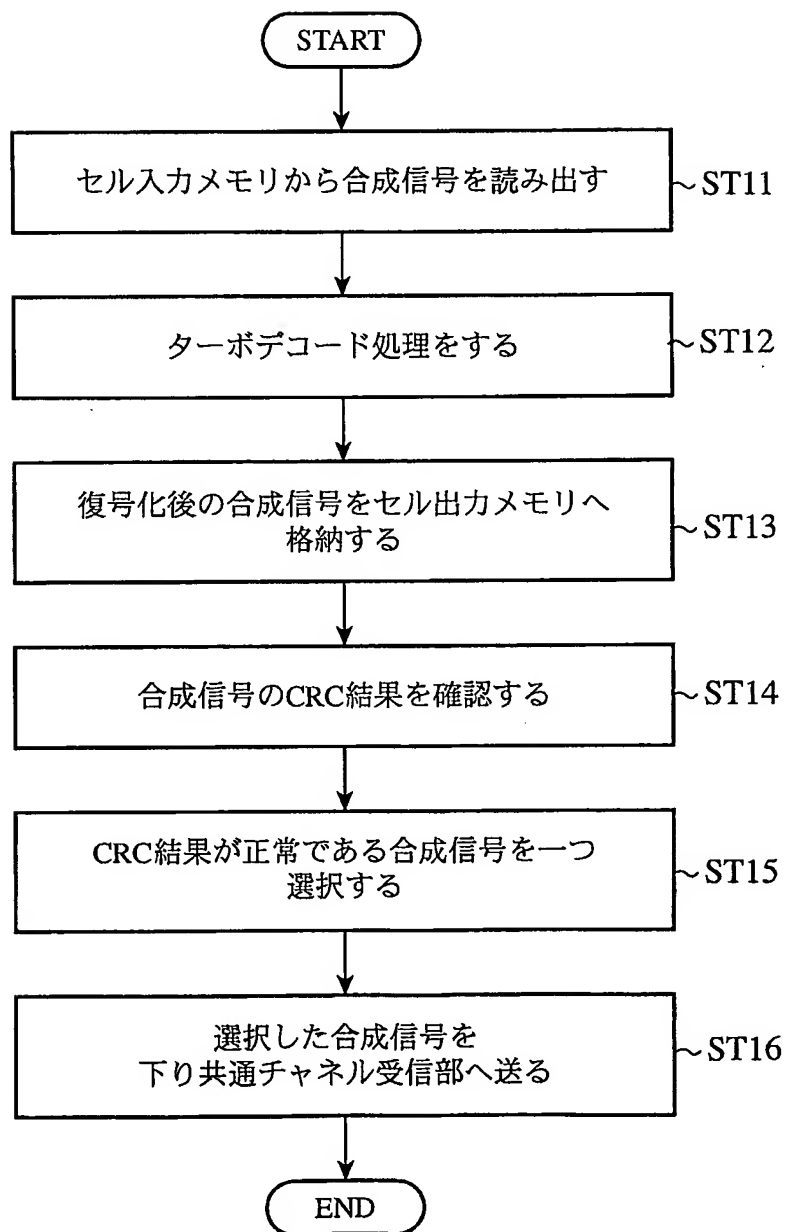 START
セル入力メモリから合成信号を読み出す
~ST11
ターボデコード処理をする
~ST12
復号化後の合成信号をセル出力メモリへ
格納する
~ST13
合成信号のCRC結果を確認する
~ST14
CRC結果が正常である合成信号を一つ
選択する
~ST15
選択した合成信号を
下り共通チャネル受信部へ送る
~ST16
END